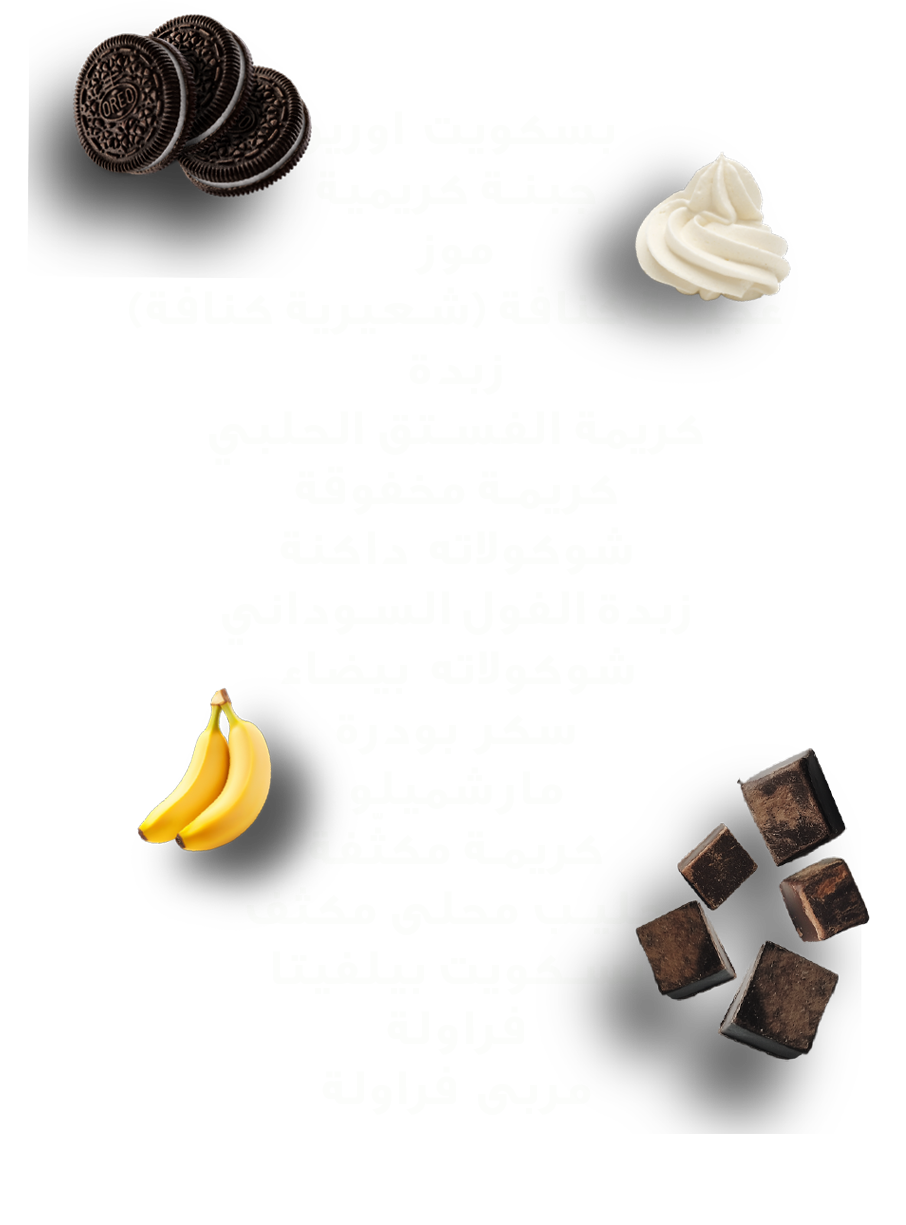 OREO
بسكويت اوريو
جبنة كريمية
موز
كنافة (شعيرية كنافة)
زبدة
كريمة الفستق الحلبي
كريمة مخفوقة
شوكولاته داكنة
زبدة الفول السوداني
شوكولاته بيضاء
سكر بودرة
مارشميلو
كريمة مكثفة
محلى مكثف
بسكويت بيلفيتا
فراولة
مربى فراولة